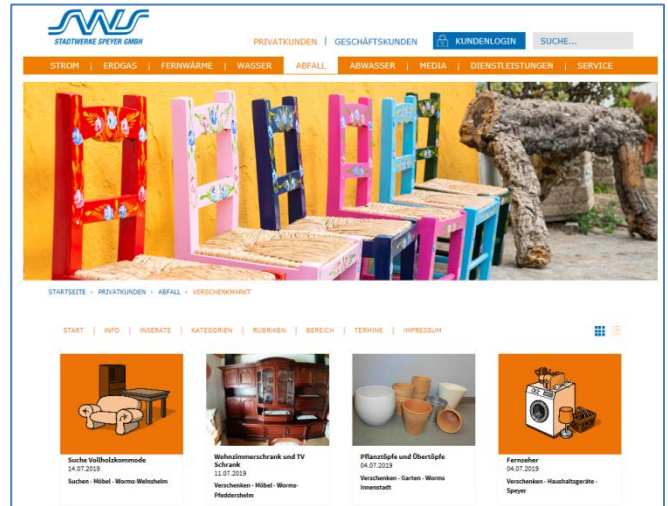 SWS
STADTWERKE SPEYER GMBH
PRIVATKUNDEN | GESCHÄFTSKUNDEN KUNDENLOGIN SUCHE...
STROM | ERDGAS | FERNWÄRME | WASSER ABFALL ABWASSER | MEDIA | DIENSTLEISTUNGEN | SERVICE
STARTSEITE › PRIVATKUNDEN › ABFALL › VERSCHENKMARKT
START | INFO | INSERATE | KATEGORIEN | RUBRIKEN | BEREICH | TERMINE | IMPRESSUM
Suche Vollholzkommode
14.07.2019
Suchen - Möbel - Worms-Weinsheim
Wohnzimmerschrank und TV
Schrank
11.07.2019
Verschenken - Möbel - Worms-
Pfeddersheim
Pflanztöpfe und Übertöpfe
04.07.2019
Verschenken - Garten - Worms
Innenstadt
Fernseher
04.07.2019
Verschenken - Haushaltsgeräte -
Speyer